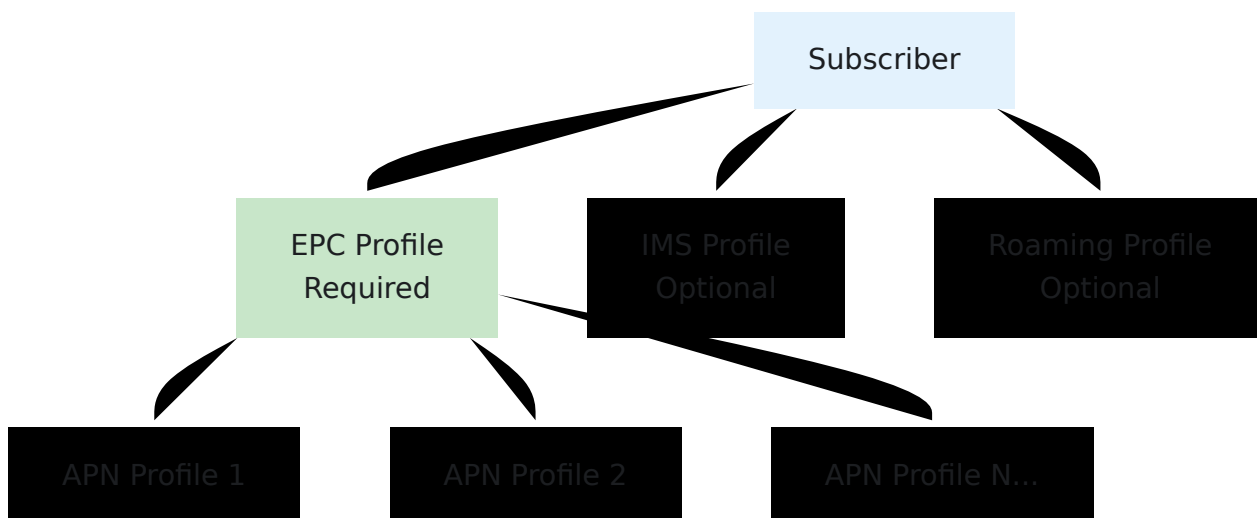 Subscriber
EPC Profile
Required
IMS Profile
Optional
Roaming Profile
Optional
APN Profile 1
APN Profile 2
APN Profile N...